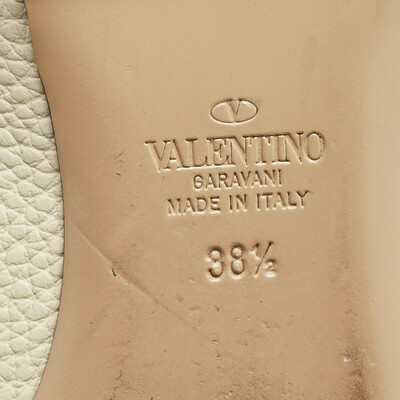 V
VALENTINO
GARAVANI
MADE IN ITALY
38½